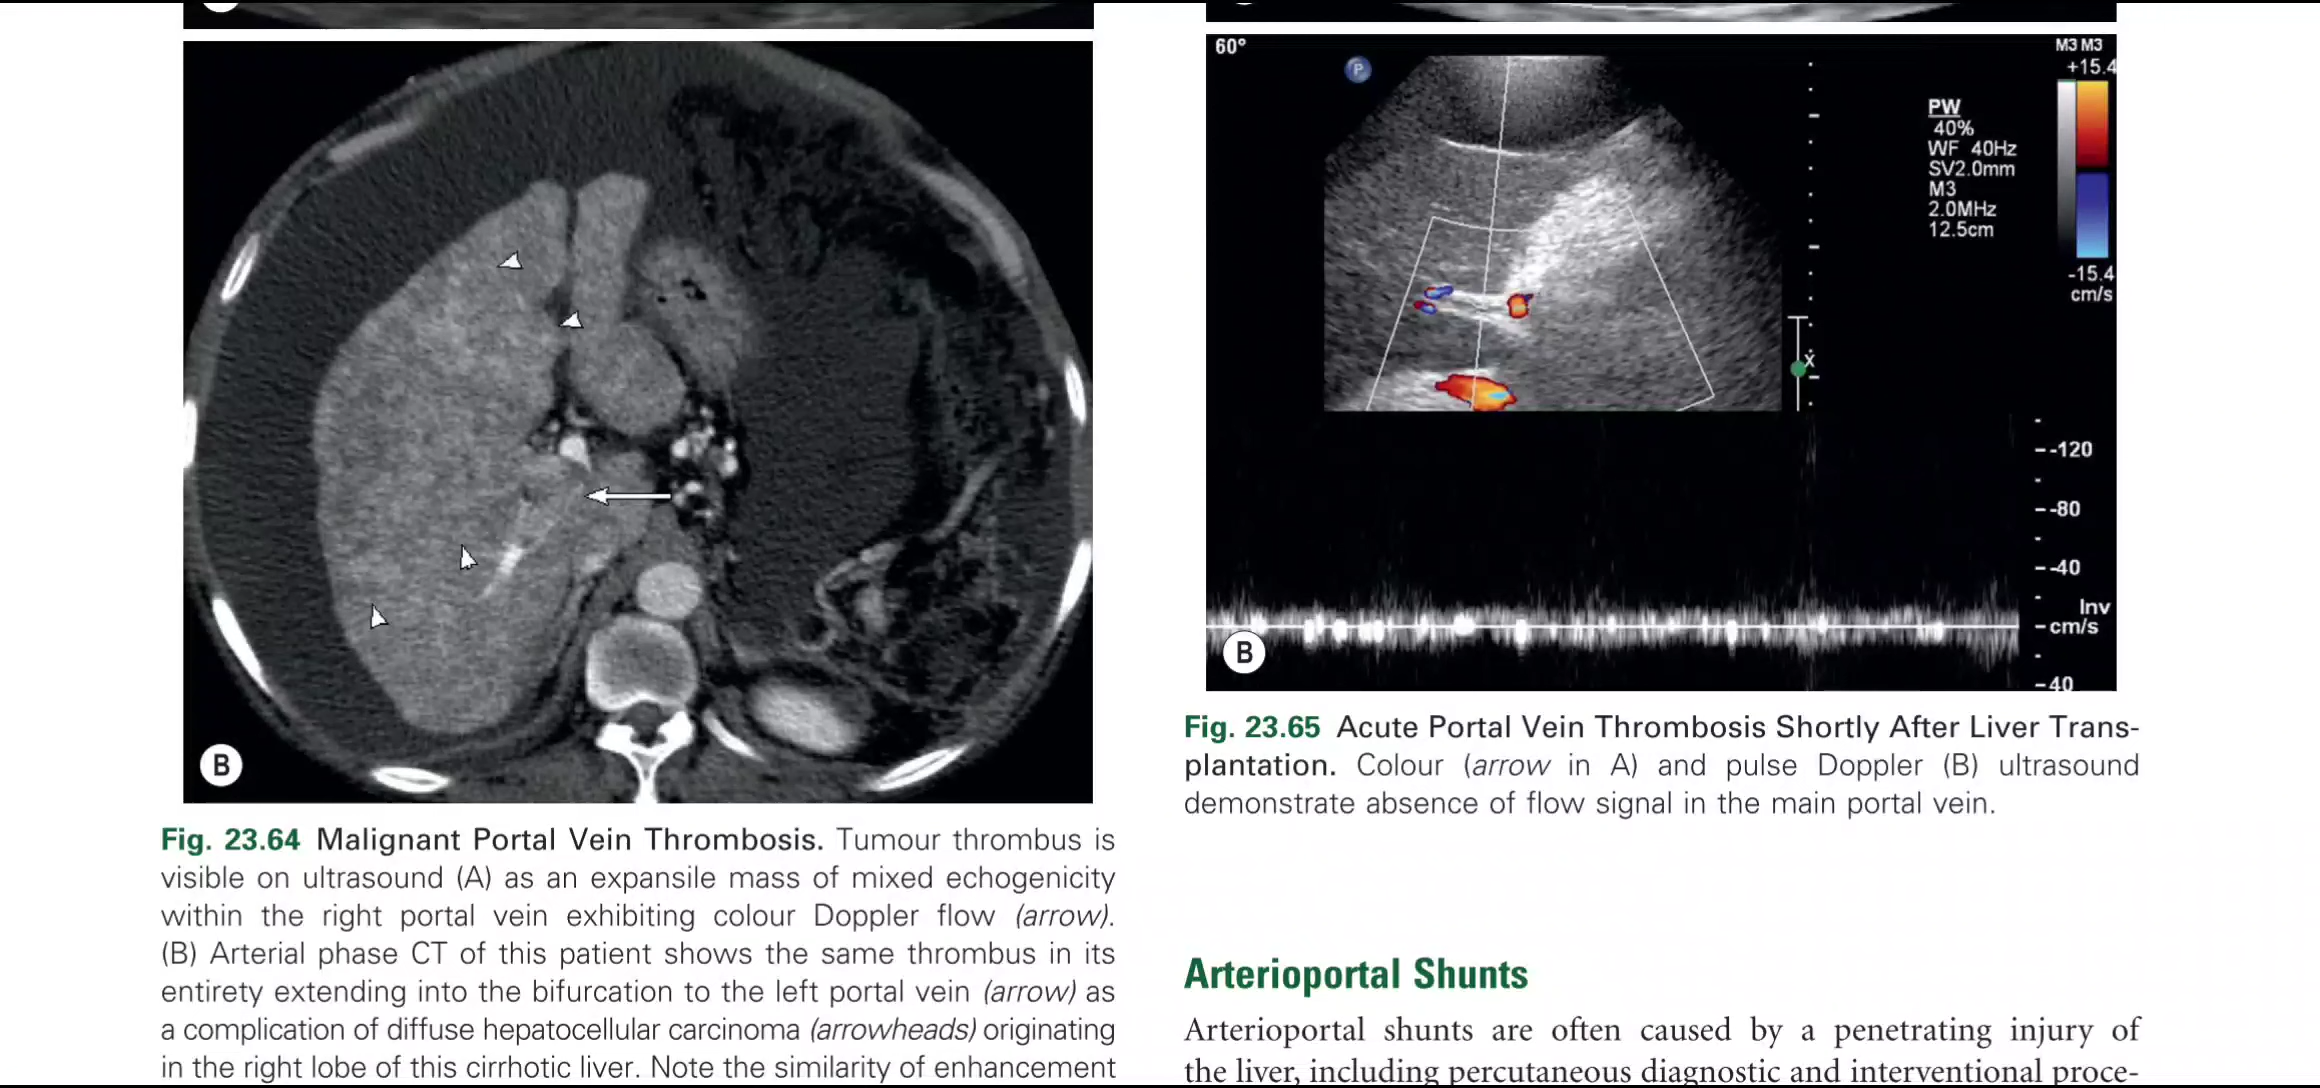 B
Fig. 23.64 Malignant Portal Vein Thrombosis. Tumour thrombus is
visible on ultrasound (A) as an expansile mass of mixed echogenicity
within the right portal vein exhibiting colour Doppler flow (arrow).
(B) Arterial phase CT of this patient shows the same thrombus in its
entirety extending into the bifurcation to the left portal vein (arrow) as
a complication of diffuse hepatocellular carcinoma (arrowheads) originating
in the right lobe of this cirrhotic liver. Note the similarity of enhancement
60°
P
M3 M3
+15.4
PW
40%
WF 40Hz
SV2.0mm
M3
2.0MHz
12.5cm
-15.4
cm/s
x
-120
-80
-40
Inv
cm/s
40
B
Fig. 23.65 Acute Portal Vein Thrombosis Shortly After Liver Trans-
plantation. Colour (arrow in A) and pulse Doppler (B) ultrasound
demonstrate absence of flow signal in the main portal vein.
Arterioportal Shunts
Arterioportal shunts are often caused by a penetrating injury of
the liver, including percutaneous diagnostic and interventional proce-